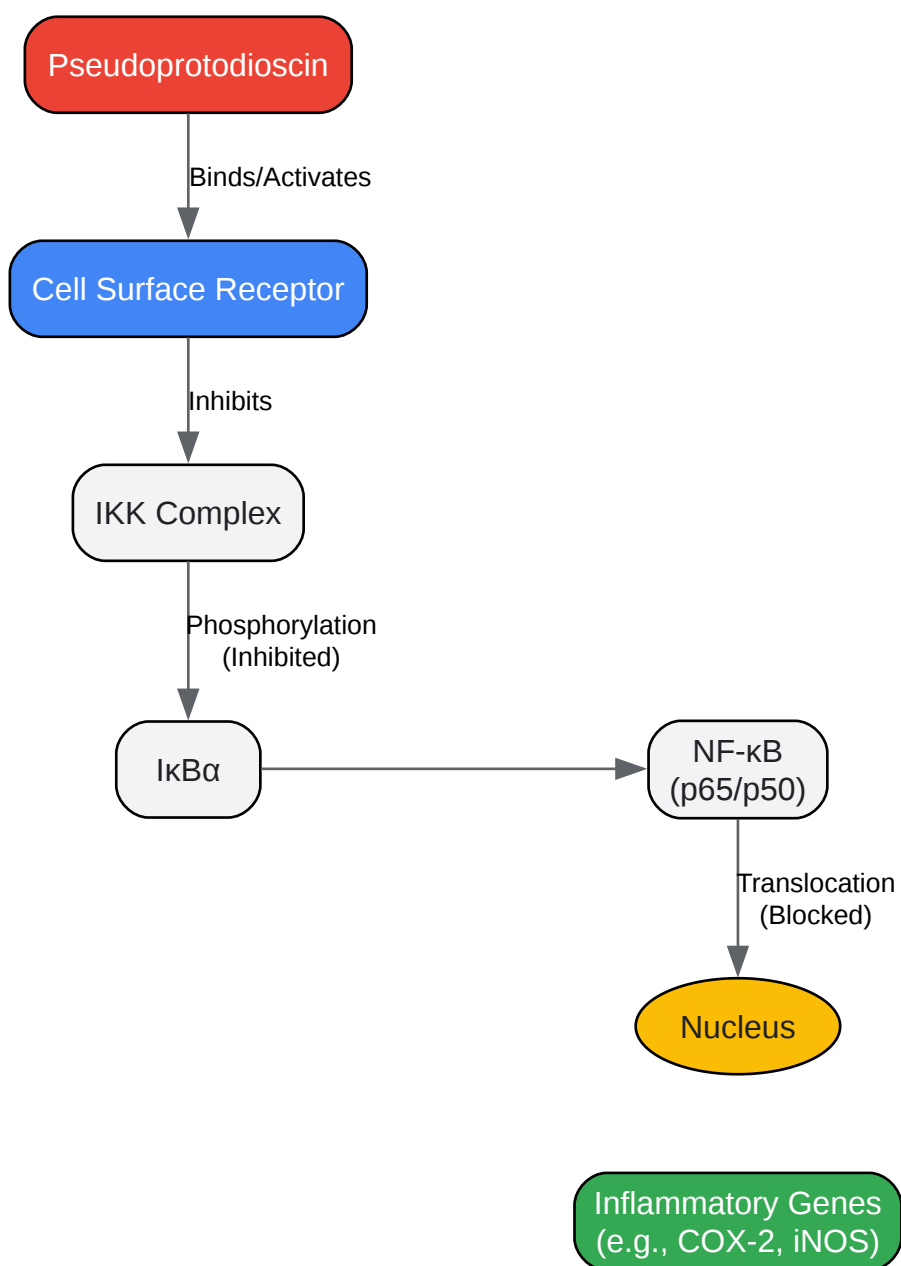 Pseudoprotodioscin
Binds/Activates
Cell Surface Receptor
Inhibits
IKK Complex
Phosphorylation
(Inhibited)
IκBα
NF-κB
(p65/p50)
Translocation
(Blocked)
Nucleus
Inflammatory Genes
(e.g., COX-2, iNOS)